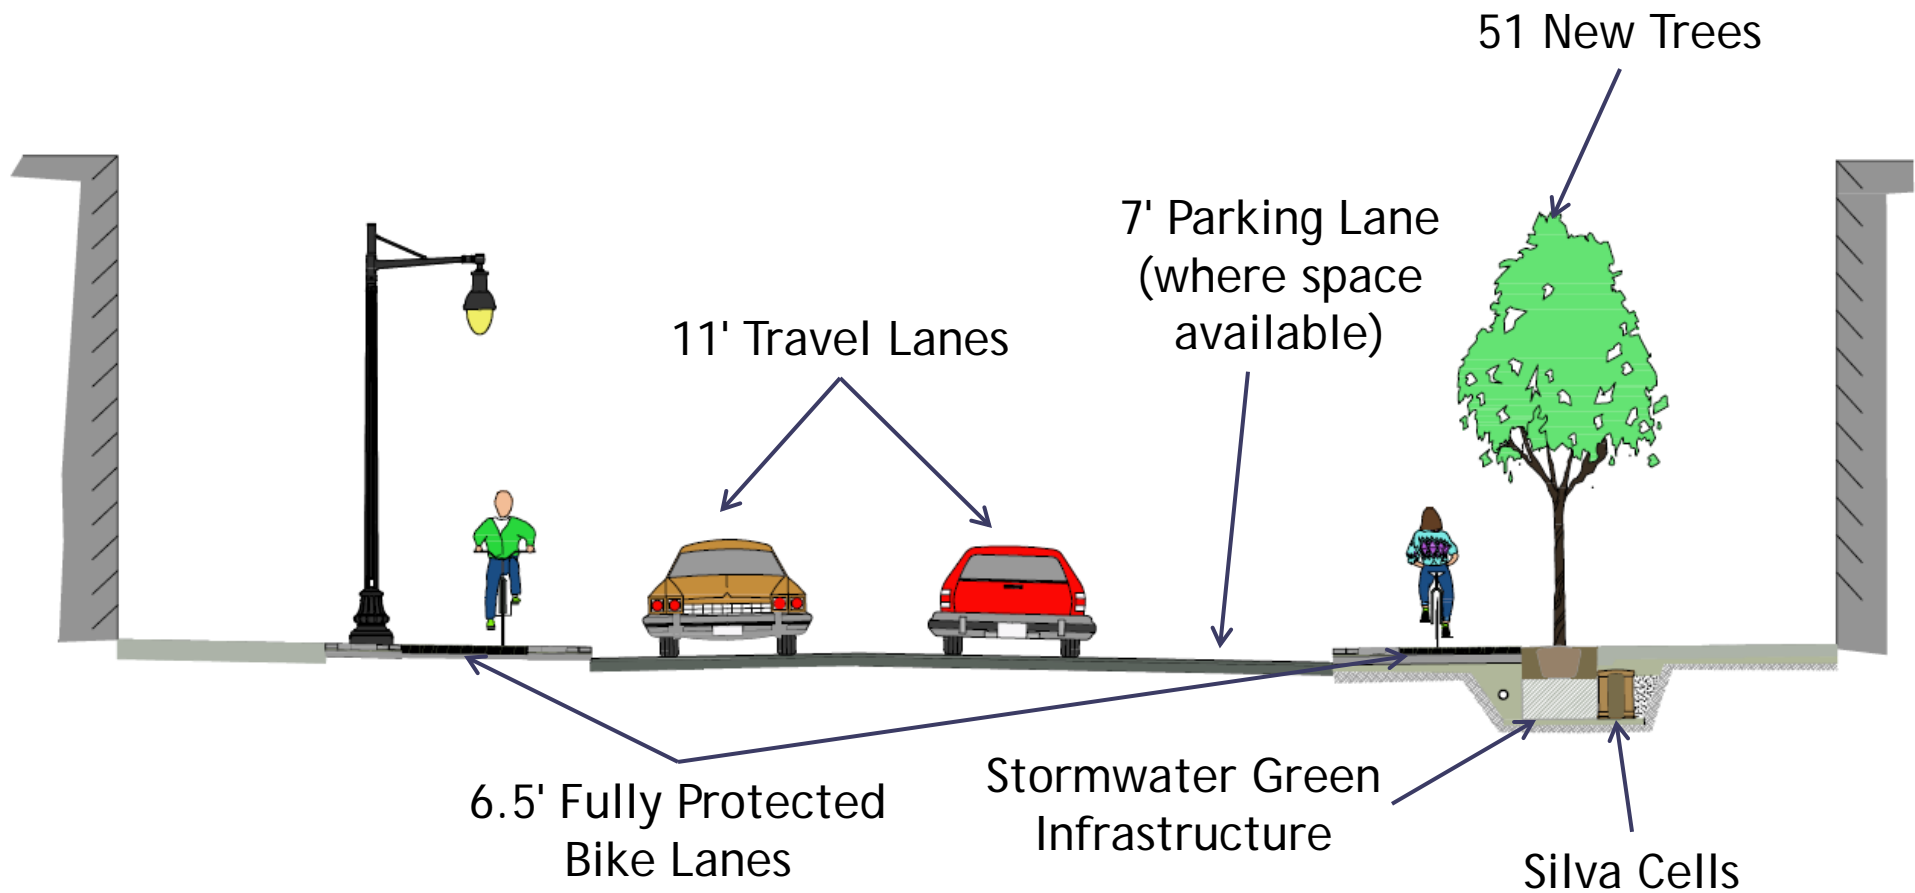 51 New Trees
7' Parking Lane
(where space
available)
11' Travel Lanes
6.5' Fully Protected
Bike Lanes
Stormwater Green
Infrastructure
Silva Cells